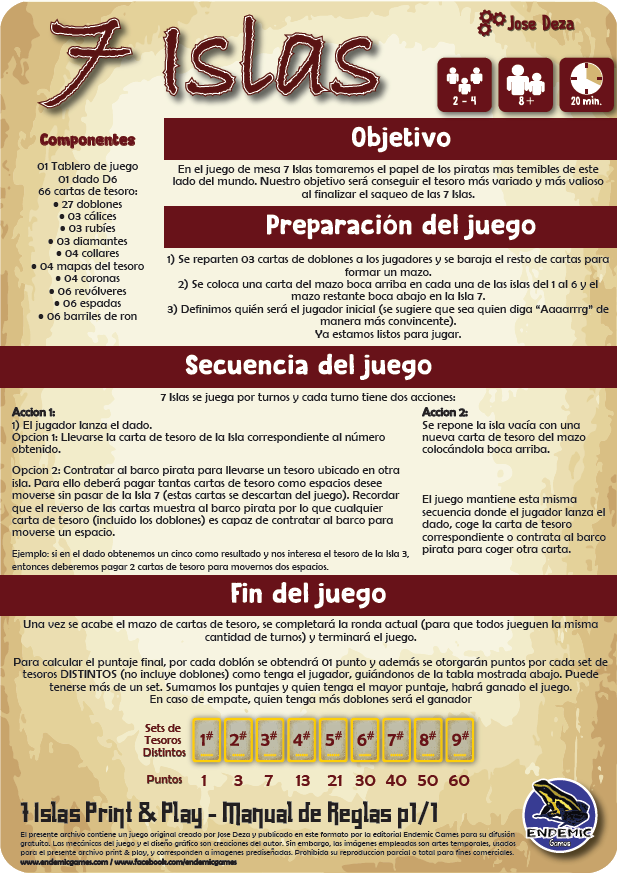 7 Islas
Jose Deza
2 - 4
8 +
20 min.
Componentes
01 Tablero de juego
01 dado D6
66 cartas de tesoro:
• 27 doblones
• 03 cálices
• 03 rubíes
• 03 diamantes
• 04 collares
• 04 mapas del tesoro
• 04 coronas
• 06 revólveres
• 06 espadas
• 06 barriles de ron
Objetivo
En el juego de mesa 7 Islas tomaremos el papel de los piratas mas temibles de este
lado del mundo. Nuestro objetivo será conseguir el tesoro más variado y más valioso
al finalizar el saqueo de las 7 Islas.
Preparación del juego
1) Se reparten 03 cartas de doblones a los jugadores y se baraja el resto de cartas para
formar un mazo.
2) Se coloca una carta del mazo boca arriba en cada una de las islas del 1 al 6 y el
mazo restante boca abajo en la Isla 7.
3) Definimos quién será el jugador inicial (se sugiere que sea quien diga “Aaaarrrg” de
manera más convincente).
Ya estamos listos para jugar.
Secuencia del juego
7 Islas se juega por turnos y cada turno tiene dos acciones:
Accion 1:
1) El jugador lanza el dado.
Opcion 1: Llevarse la carta de tesoro de la Isla correspondiente al número
obtenido.
Opcion 2: Contratar al barco pirata para llevarse un tesoro ubicado en otra
isla. Para ello deberá pagar tantas cartas de tesoro como espacios desee
moverse sin pasar de la Isla 7 (estas cartas se descartan del juego). Recordar
que el reverso de las cartas muestra al barco pirata por lo que cualquier
carta de tesoro (incluido los doblones) es capaz de contratar al barco para
moverse un espacio.
Ejemplo: si en el dado obtenemos un cinco como resultado y nos interesa el tesoro de la Isla 3,
entonces deberemos pagar 2 cartas de tesoro para movernos dos espacios.
Accion 2:
Se repone la isla vacía con una
nueva carta de tesoro del mazo
colocándola boca arriba.
El juego mantiene esta misma
secuencia donde el jugador lanza el
dado, coge la carta de tesoro
correspondiente o contrata al barco
pirata para coger otra carta.
Fin del juego
Una vez se acabe el mazo de cartas de tesoro, se completará la ronda actual (para que todos jueguen la misma
cantidad de turnos) y terminará el juego.
Para calcular el puntaje final, por cada doblón se obtendrá 01 punto y además se otorgarán puntos por cada set de
tesoros DISTINTOS (no incluye doblones) como tenga el jugador, guiándonos de la tabla mostrada abajo. Puede
tenerse más de un set. Sumamos los puntajes y quien tenga el mayor puntaje, habrá ganado el juego.
En caso de empate, quien tenga más doblones será el ganador
Sets de
Tesoros
Distintos
1# 2# 3# 4# 5# 6# 7# 8# 9#
Puntos 1 3 7 13 21 30 40 50 60
7 Islas Print & Play - Manual de Reglas p1/1
El presente archivo contiene un juego original creado por Jose Deza y publicado en este formato por la editorial Endemic Games para su difusión
gratuita. Las mecánicas del juego y el diseño gráfico son creaciones del autor. Sin embargo, las imágenes empleadas son artes temporales, usados
para el presente archivo print & play, y corresponden a imagenes prediseñadas. Prohibida su reproduccion parcial o total para fines comerciales.
www.endemicgames.com / www.facebook.com/endemicgames
ENDEMIC
Games